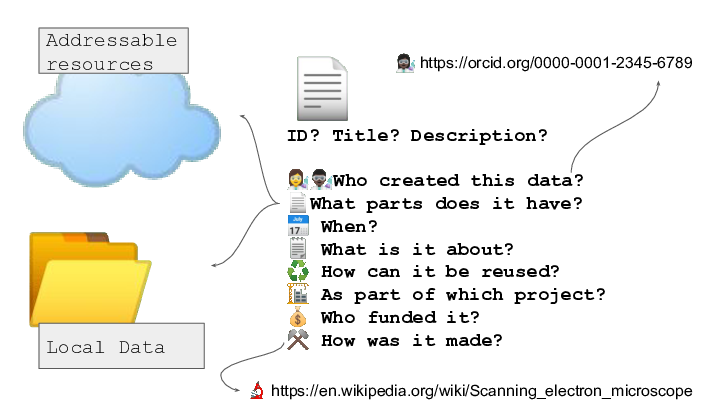 Addressable
resources
https://orcid.org/0000-0001-2345-6789
ID? Title? Description?
Who created this data?
What parts does it have?
July
17
When?
What is it about?
How can it be reused?
As part of which project?
Who funded it?
How was it made?
Local Data
https://en.wikipedia.org/wiki/Scanning_electron_microscope